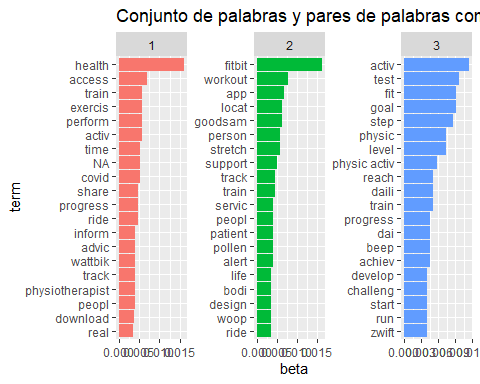 Conjunto de palabras y pares de palabras con
1
2
3
health
access
train
exercis
perform
activ
time
NA
covid
share
progress
ride
inform
advic
wattbik
track
physiotherapist
peopl
download
real
fitbit
workout
app
locat
goodsam
person
stretch
support
track
train
servic
peopl
patient
pollen
alert
life
bodi
design
woop
ride
activ
test
fit
goal
step
physic
level
physic activ
reach
daili
train
progress
dai
beep
achiev
develop
challeng
start
run
zwift
term
beta